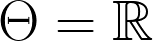 Θ = ℝ